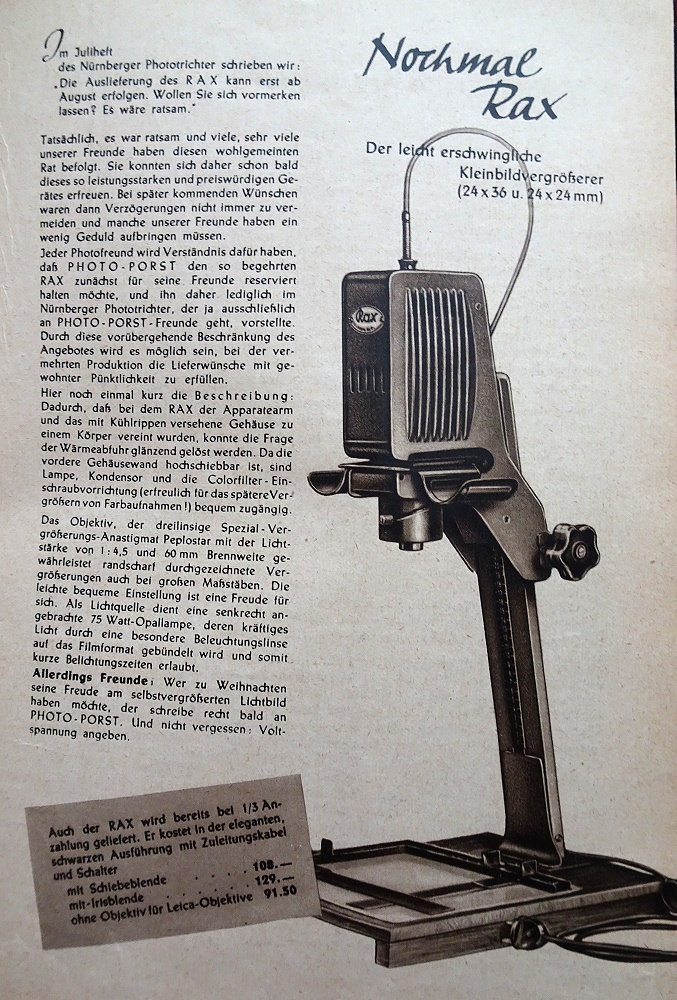 Im Juliheft
des Nürnberger Phototrichter schrieben wir:
„Die Auslieferung des RAX kann erst ab
August erfolgen. Wollen Sie sich vormerken
lassen? Es wäre ratsam."
Tatsächlich, es war ratsam und viele, sehr viele
unserer Freunde haben diesen wohlgemeinten
Rat befolgt. Sie konnten sich daher schon bald
dieses so leistungsstarken und preiswürdigen Ge-
rätes erfreuen. Bei später kommenden Wünschen
waren dann Verzögerungen nicht immer zu ver-
meiden und manche unserer Freunde haben ein
wenig Geduld aufbringen müssen.
Jeder Photofreund wird Verständnis dafür haben,
daß PHOTO-PORST den so begehrten
RAX zunächst für seine Freunde reserviert
halten möchte, und ihn daher lediglich im
Nürnberger Phototrichter, der ja ausschließlich
an PHOTO-PORST-Freunde geht, vorstellte.
Durch diese vorübergehende Beschränkung des
Angebotes wird es möglich sein, bei der ver-
mehrten Produktion die Lieferwünsche mit ge-
wohnter Pünktlichkeit zu erfüllen.
Hier noch einmal kurz die Beschreibung:
Dadurch, daß bei dem RAX der Apparatearm
und das mit Kühlrippen versehene Gehäuse zu
einem Körper vereint wurden, konnte die Frage
der Wärmeabfuhr glänzend gelöst werden. Da die
vordere Gehäusewand hochschiebbar ist, sind
Lampe, Kondensor und die Colorfilter-Ein-
schraubvorrichtung (erfreulich für das spätere Ver-
größern von Farbaufnahmen!) bequem zugängig.
Das Objektiv, der dreilinsige Spezial-Ver-
größerungs-Anastigmat Peplostar mit der Licht-
stärke von 1:4,5 und 60 mm Brennweite ge-
währleistet randscharf durchgezeichnete Ver-
größerungen auch bei großen Maßstäben. Die
leichte bequeme Einstellung ist eine Freude für
sich. Als Lichtquelle dient eine senkrecht an-
gebrachte 75 Watt-Opallampe, deren kräftiges
Licht durch eine besondere Beleuchtungslinse
auf das Filmformat gebündelt wird und somit
kurze Belichtungszeiten erlaubt.
Allerdings Freunde: Wer zu Weihnachten
seine Freude am selbstvergrößerten Lichtbild
haben möchte, der schreibe recht bald an
PHOTO-PORST. Und nicht vergessen: Volt-
spannung angeben.
Nochmal
Rax
Der leicht erschwingliche
Kleinbildvergrößerer
(24 x 36 u. 24 x 24 mm)
Rax
Auch der RAX wird bereits bei 1/3 An-
zahlung geliefert. Er kostet in der eleganten,
schwarzen Ausführung mit Zuleitungskabel
und Schalter
mit Schiebeblende . . . . 108.—
mit-Irisblende . . . . . . 129.—
ohne Objektiv für Leica-Objektive 91.50